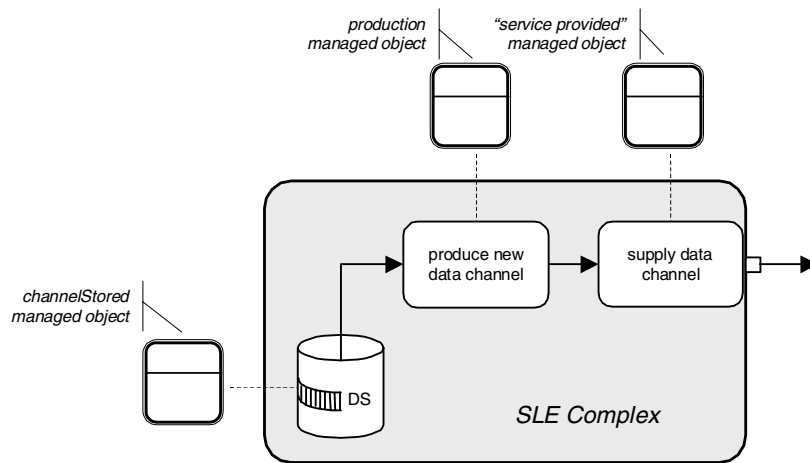 production
managed object
“service provided”
managed object
produce new
data channel
supply data
channel
channelStored
managed object
DS
SLE Complex